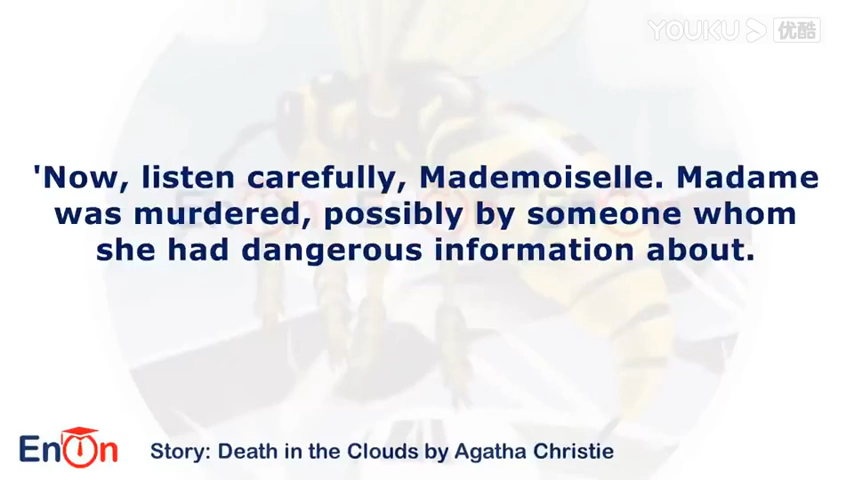 YOUKU 优酷
'Now, listen carefully, Mademoiselle. Madame
was murdered, possibly by someone whom
she had dangerous information about.
EnOn
Story: Death in the Clouds by Agatha Christie